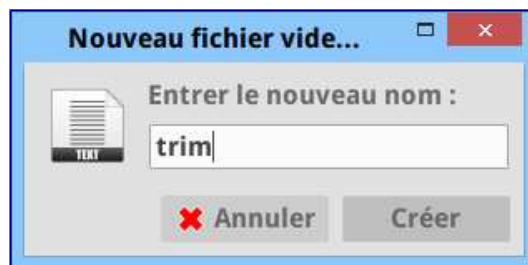 Nouveau fichier vide...
Entrer le nouveau nom :
TEXT
trim
Annuler
Créer